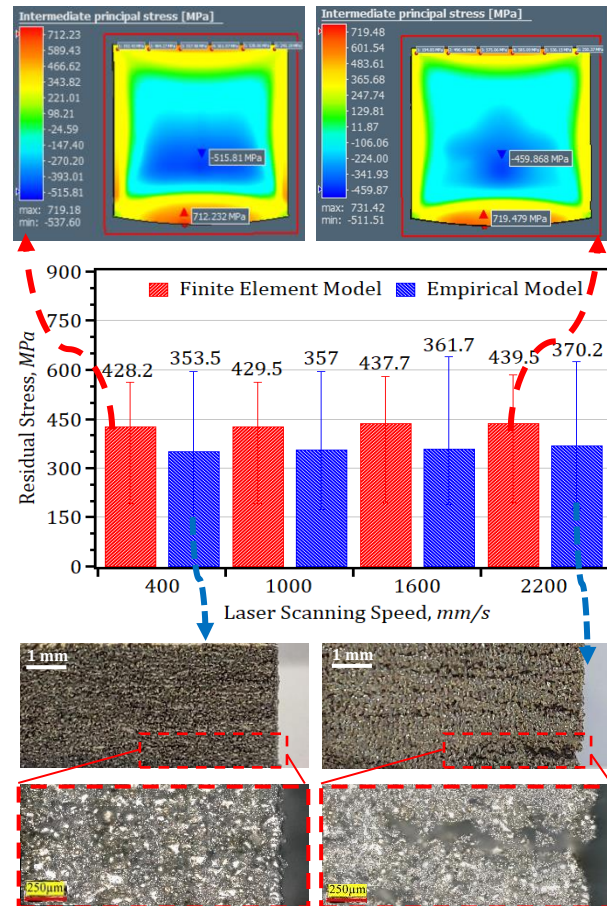 Intermediate principal stress [MPa]
712.23
589.43
466.62
343.82
221.01
98.21
-24.59
-147.40
-270.20
-393.01
-515.81
max: 719.18
min: -537.60
-515.81 MPa
712.232 MPa
Intermediate principal stress [MPa]
719.48
601.54
483.61
365.68
247.74
129.81
11.87
-106.06
-224.00
-341.93
-459.87
max: 731.42
min: -511.51
-459.868 MPa
719.479 MPa
Residual Stress, MPa
900
750
600
450
300
150
0
Finite Element Model
Empirical Model
428.2
353.5
429.5
357
437.7
361.7
439.5
370.2
400
1000
1600
2200
Laser Scanning Speed, mm/s
1 mm
1 mm
250μm
250μm